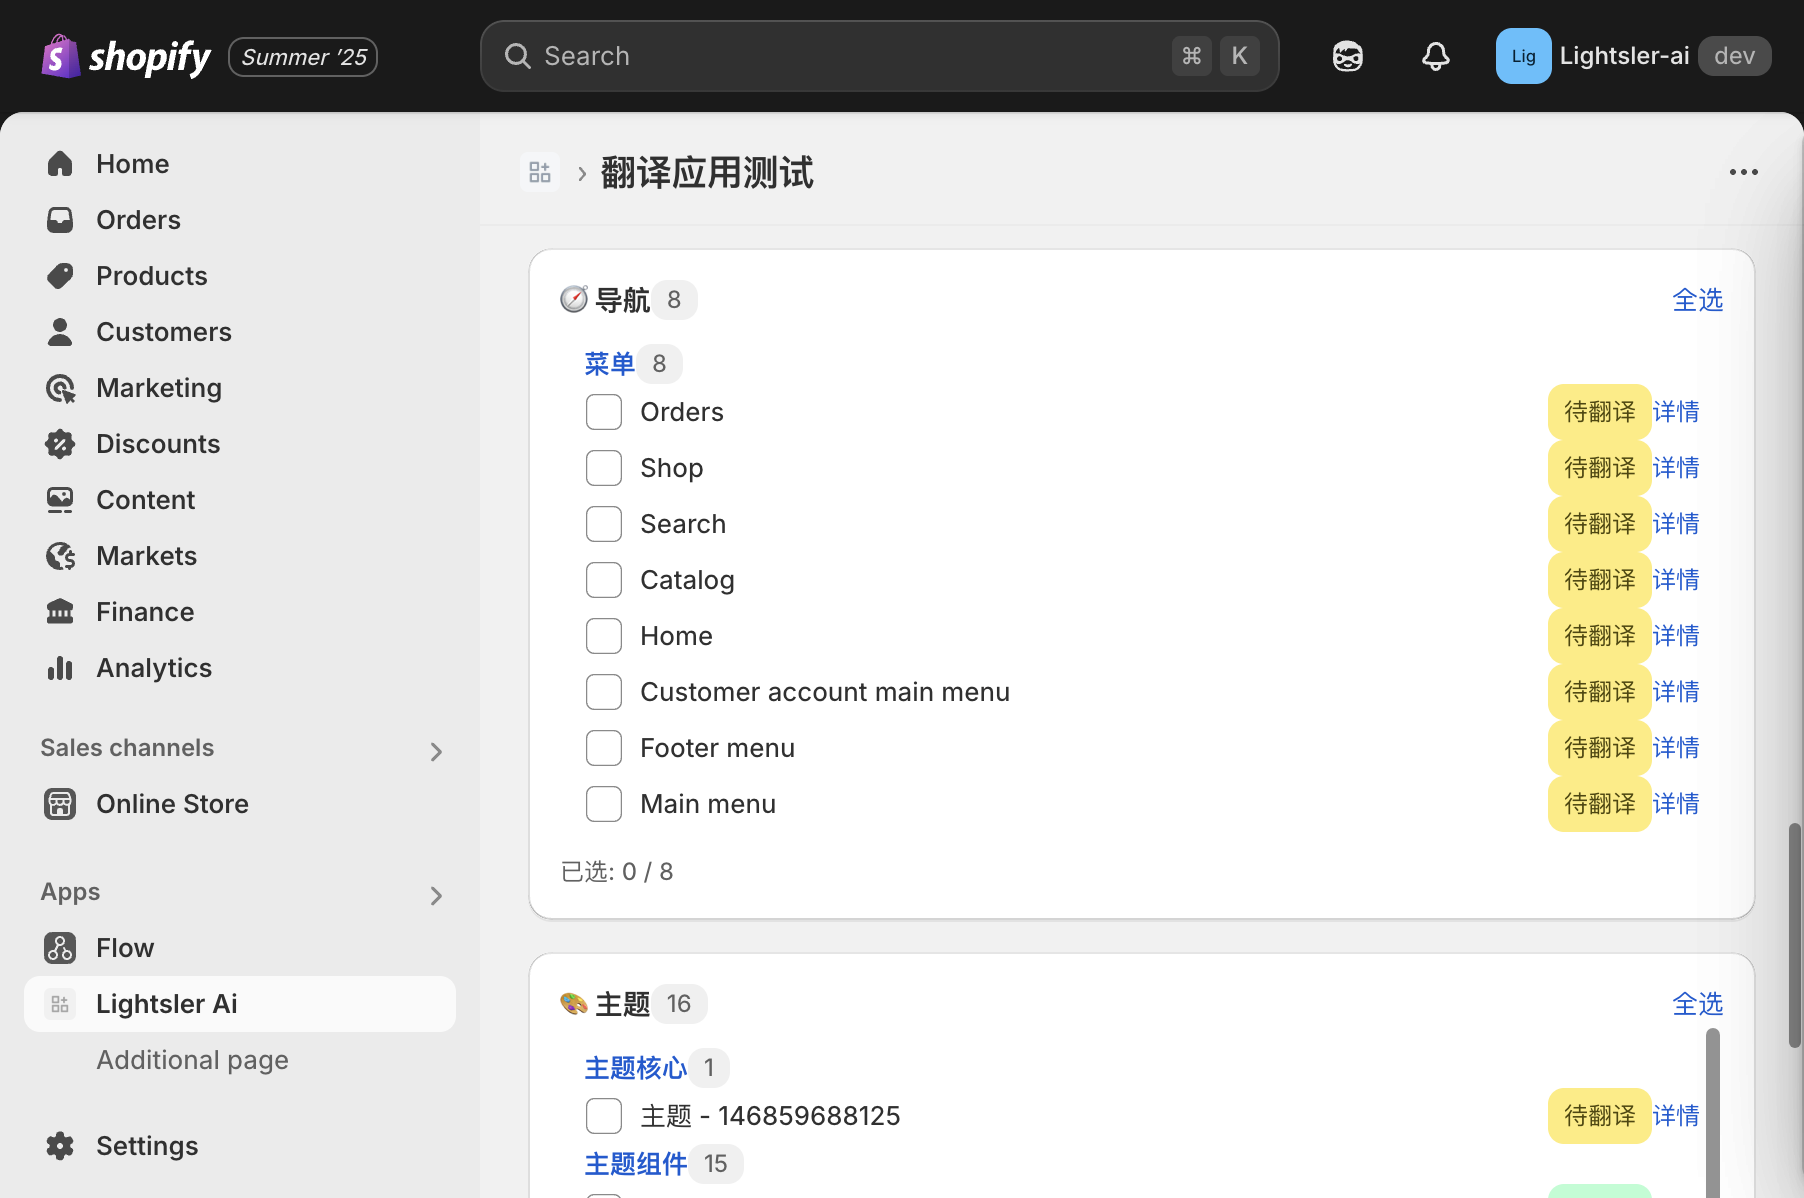 shopify
Summer ’25
Search
⌘ K
Lig
Lightsler-ai
dev
Home
Orders
Products
Customers
Marketing
Discounts
Content
Markets
Finance
Analytics
Sales channels
Online Store
Apps
Flow
Lightsler Ai
Additional page
Settings
翻译应用测试
导航 8
全选
菜单 8
Orders 待翻译 详情
Shop 待翻译 详情
Search 待翻译 详情
Catalog 待翻译 详情
Home 待翻译 详情
Customer account main menu 待翻译 详情
Footer menu 待翻译 详情
Main menu 待翻译 详情
已选: 0 / 8
主题 16
全选
主题核心 1
主题 - 146859688125 待翻译 详情
主题组件 15